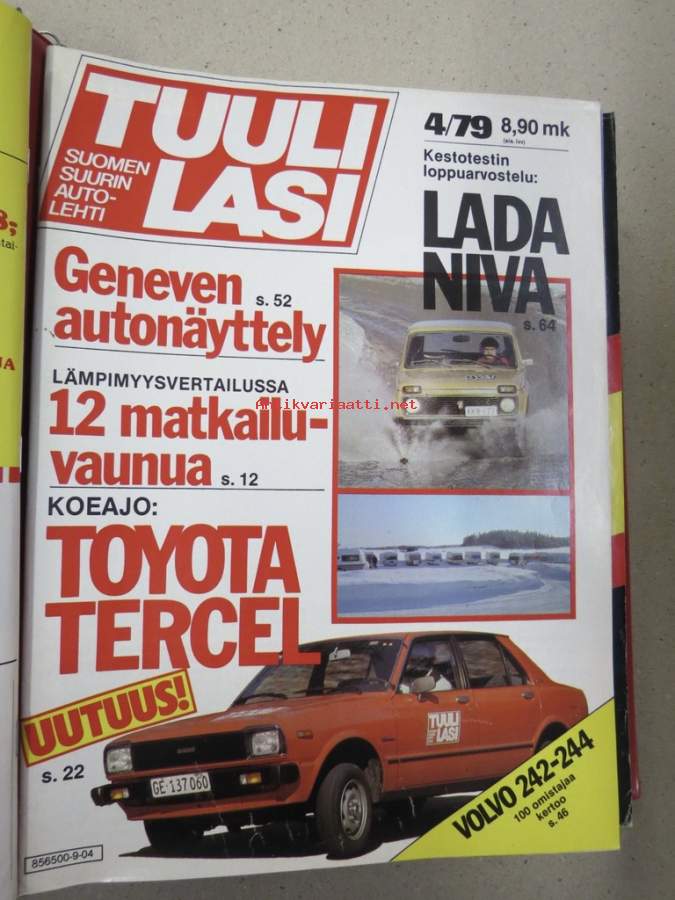 TUULI
LASI
SUOMEN
SUURIN
AUTO-
LEHTI
4/79 8,90 mk
Kestotestin
loppuarvostelu:
LADA
NIVA
s. 64
Geneven s. 52
autonäyttely
LÄMPIMYYSVERTAILUSSA
12 matkailu-
vaunua s. 12
Antikvariaatti.net
KOEAJO:
TOYOTA
TERCEL
UUTUUS!
s. 22
TUULI
LASI
GE·137060
VOLVO 242-244
100 omistajaa
kertoo
s. 46
856500-9-04